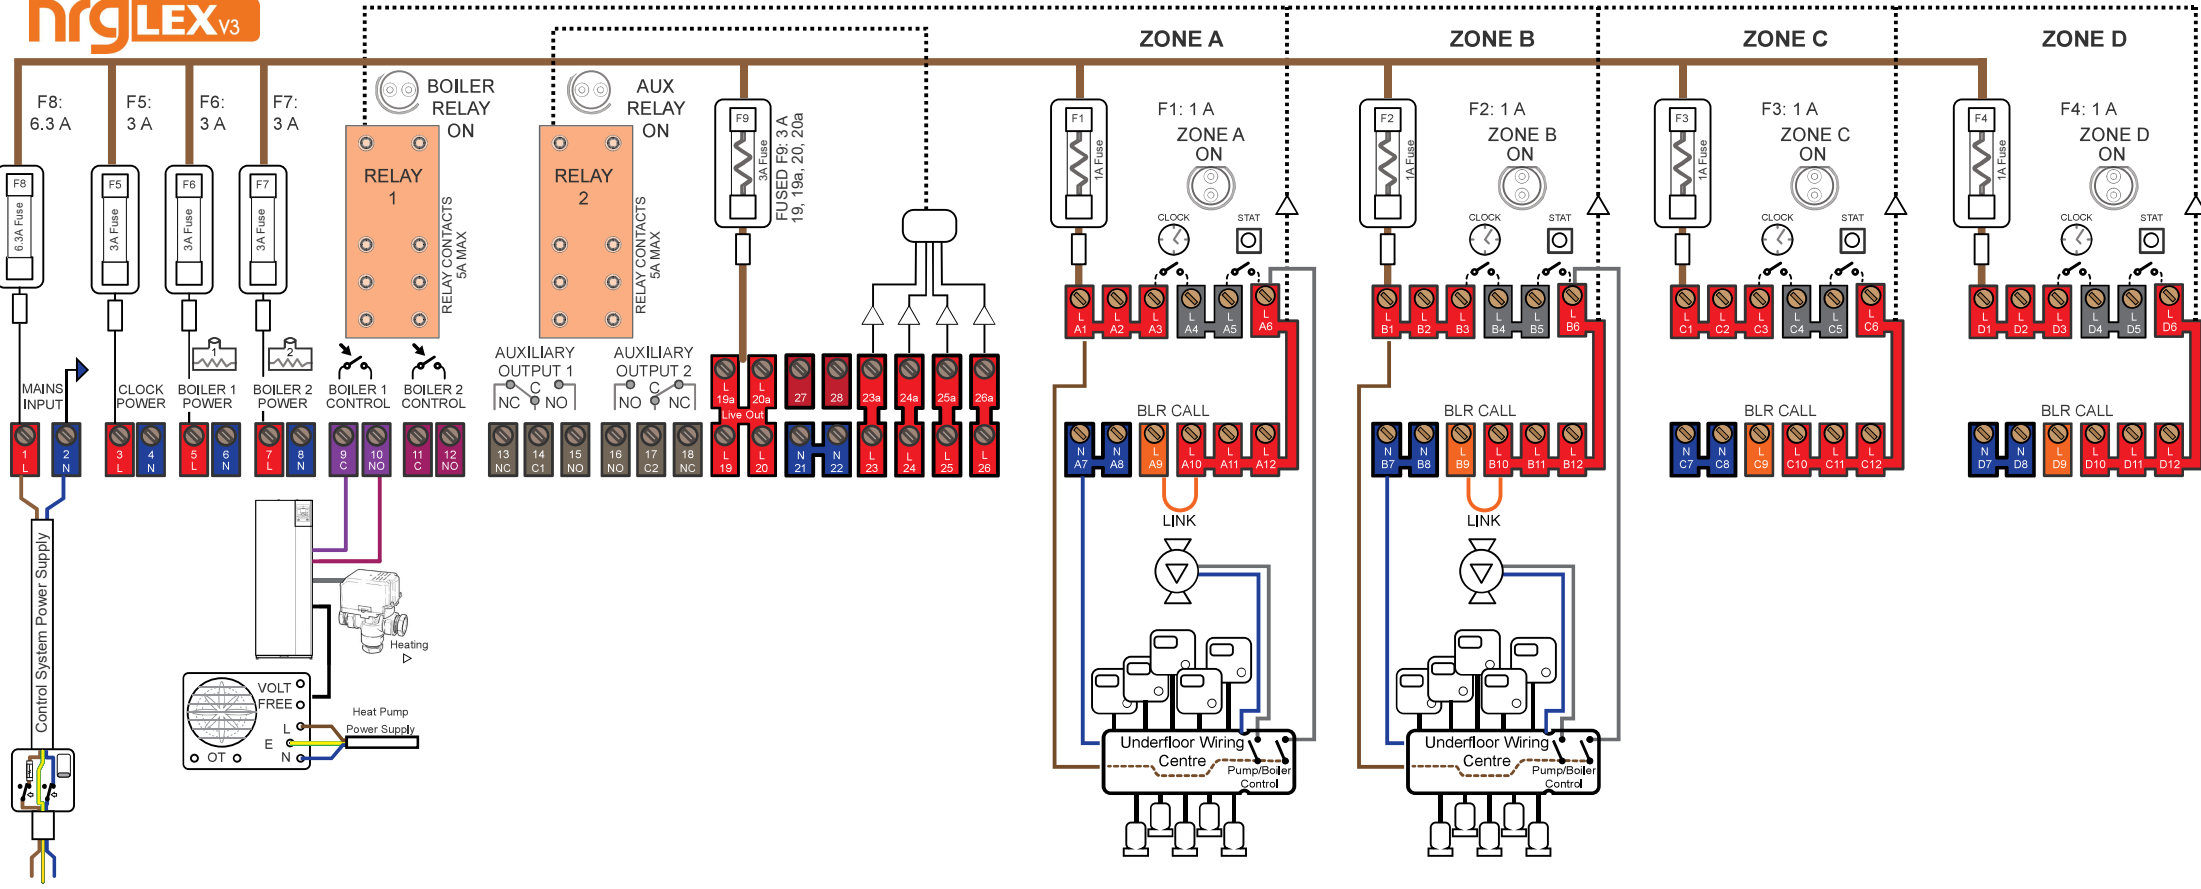 nrg LEX V3
ZONE A
ZONE B
ZONE C
ZONE D
F8:
6.3 A
F5:
3 A
F6:
3 A
F7:
3 A
BOILER
RELAY
ON
AUX
RELAY
ON
F8
6.3A Fuse
F5
3A Fuse
F6
3A Fuse
F7
3A Fuse
RELAY
1
RELAY CONTACTS
5A MAX
RELAY
2
RELAY CONTACTS
5A MAX
F9
3A Fuse
FUSED F9: 3 A
19, 19a, 20, 20a
F1
1A Fuse
F1: 1 A
ZONE A
ON
CLOCK
STAT
F2
1A Fuse
F2: 1 A
ZONE B
ON
CLOCK
STAT
F3
1A Fuse
F3: 1 A
ZONE C
ON
CLOCK
STAT
F4
1A Fuse
F4: 1 A
ZONE D
ON
CLOCK
STAT
L A1
L A2
L A3
L A4
L A5
L A6
L B1
L B2
L B3
L B4
L B5
L B6
L C1
L C2
L C3
L C4
L C5
L C6
L D1
L D2
L D3
L D4
L D5
L D6
MAINS
INPUT
CLOCK
POWER
1
BOILER 1
POWER
2
BOILER 2
POWER
BOILER 1
CONTROL
BOILER 2
CONTROL
AUXILIARY
OUTPUT 1
C
NC
NO
AUXILIARY
OUTPUT 2
C
NO
NC
L 19a
L 20a
Live Out
27
28
23a
24a
25a
26a
BLR CALL
BLR CALL
BLR CALL
BLR CALL
1 L
2 N
3 L
4 N
5 L
6 N
7 L
8 N
9 C
10 NO
11 C
12 NO
13 NC
14 C1
15 NO
16 NO
17 C2
18 NC
L 19
L 20
N 21
N 22
L 23
L 24
L 25
L 26
N A7
N A8
L A9
L A10
L A11
L A12
N B7
N B8
L B9
L B10
L B11
L B12
N C7
N C8
L C9
L C10
L C11
L C12
N D7
N D8
L D9
L D10
L D11
L D12
LINK
LINK
Control System Power Supply
Heating
VOLT
FREE
L
E
N
OT
Heat Pump
Power Supply
Underfloor Wiring
Centre
Pump/Boiler
Control
Underfloor Wiring
Centre
Pump/Boiler
Control